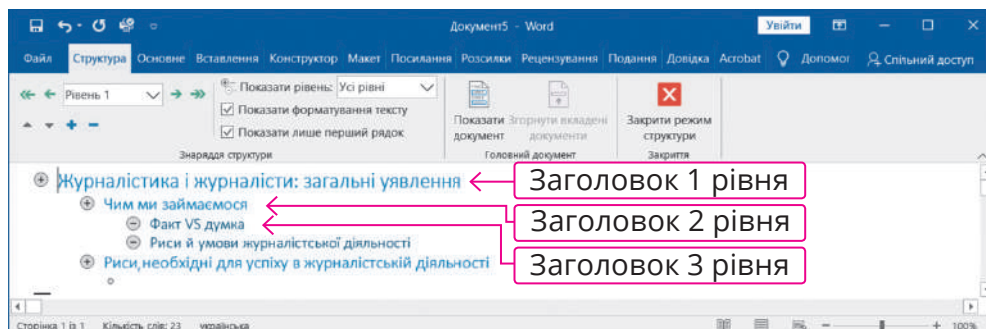 Документ5 - Word
Увійти
Файл Структура Основне Вставлення Конструктор Макет Посилання Розсилки Рецензування Подання Довідка Acrobat Допомог Спільний доступ
Рівень 1
Показати рівень: Усі рівні
Показати форматування тексту
Показати лише перший рядок
Знаряддя структури
Показати документ
Згорнути вкладені документи
Головний документ
Закрити режим структури
Закриття
Журналістика і журналісти: загальні уявлення
Заголовок 1 рівня
Чим ми займаємося
Заголовок 2 рівня
Факт VS думка
Риси й умови журналістської діяльності
Риси, необхідні для успіху в журналістській діяльності
Заголовок 3 рівня
Сторінка 1 із 1 Кількість слів: 23 українська 100%